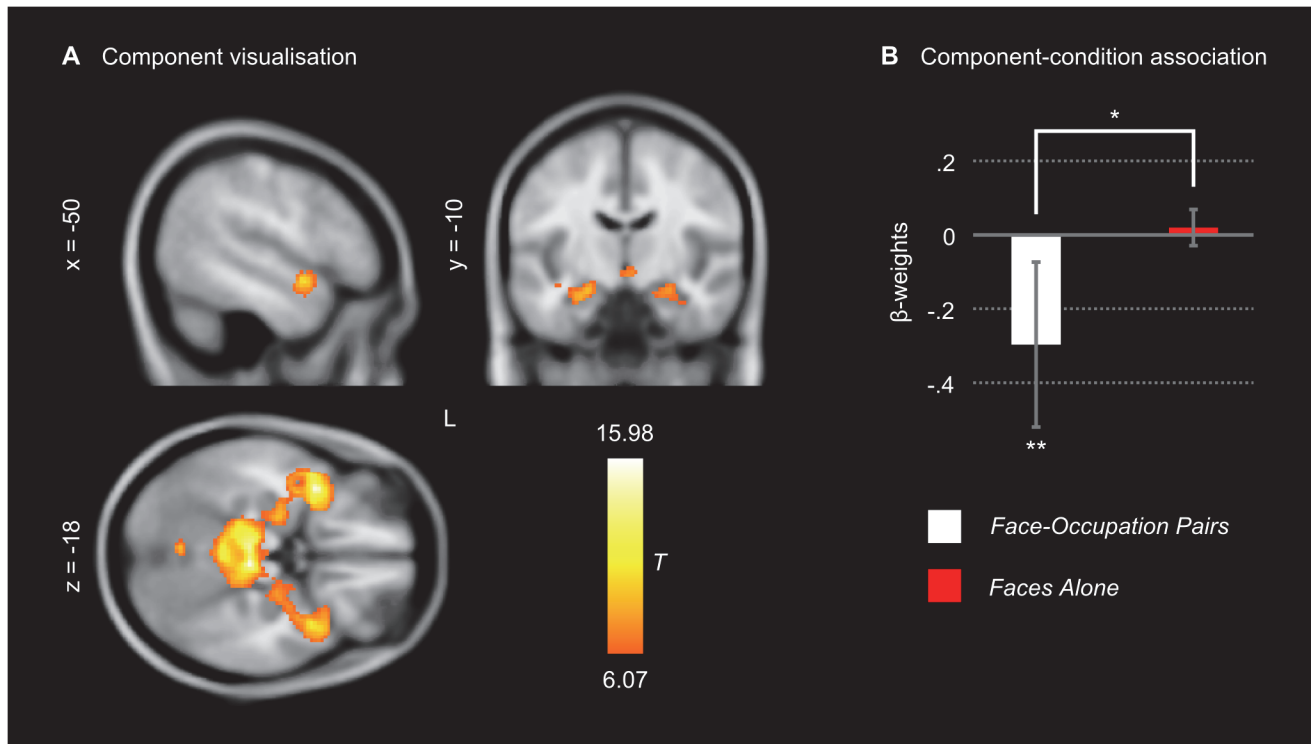 A Component visualisation
x = -50
y = -10
z = -18
L
15.98
T
6.07
B Component-condition association
*
.2
0
-.2
-.4
β-weights
**
Face-Occupation Pairs
Faces Alone